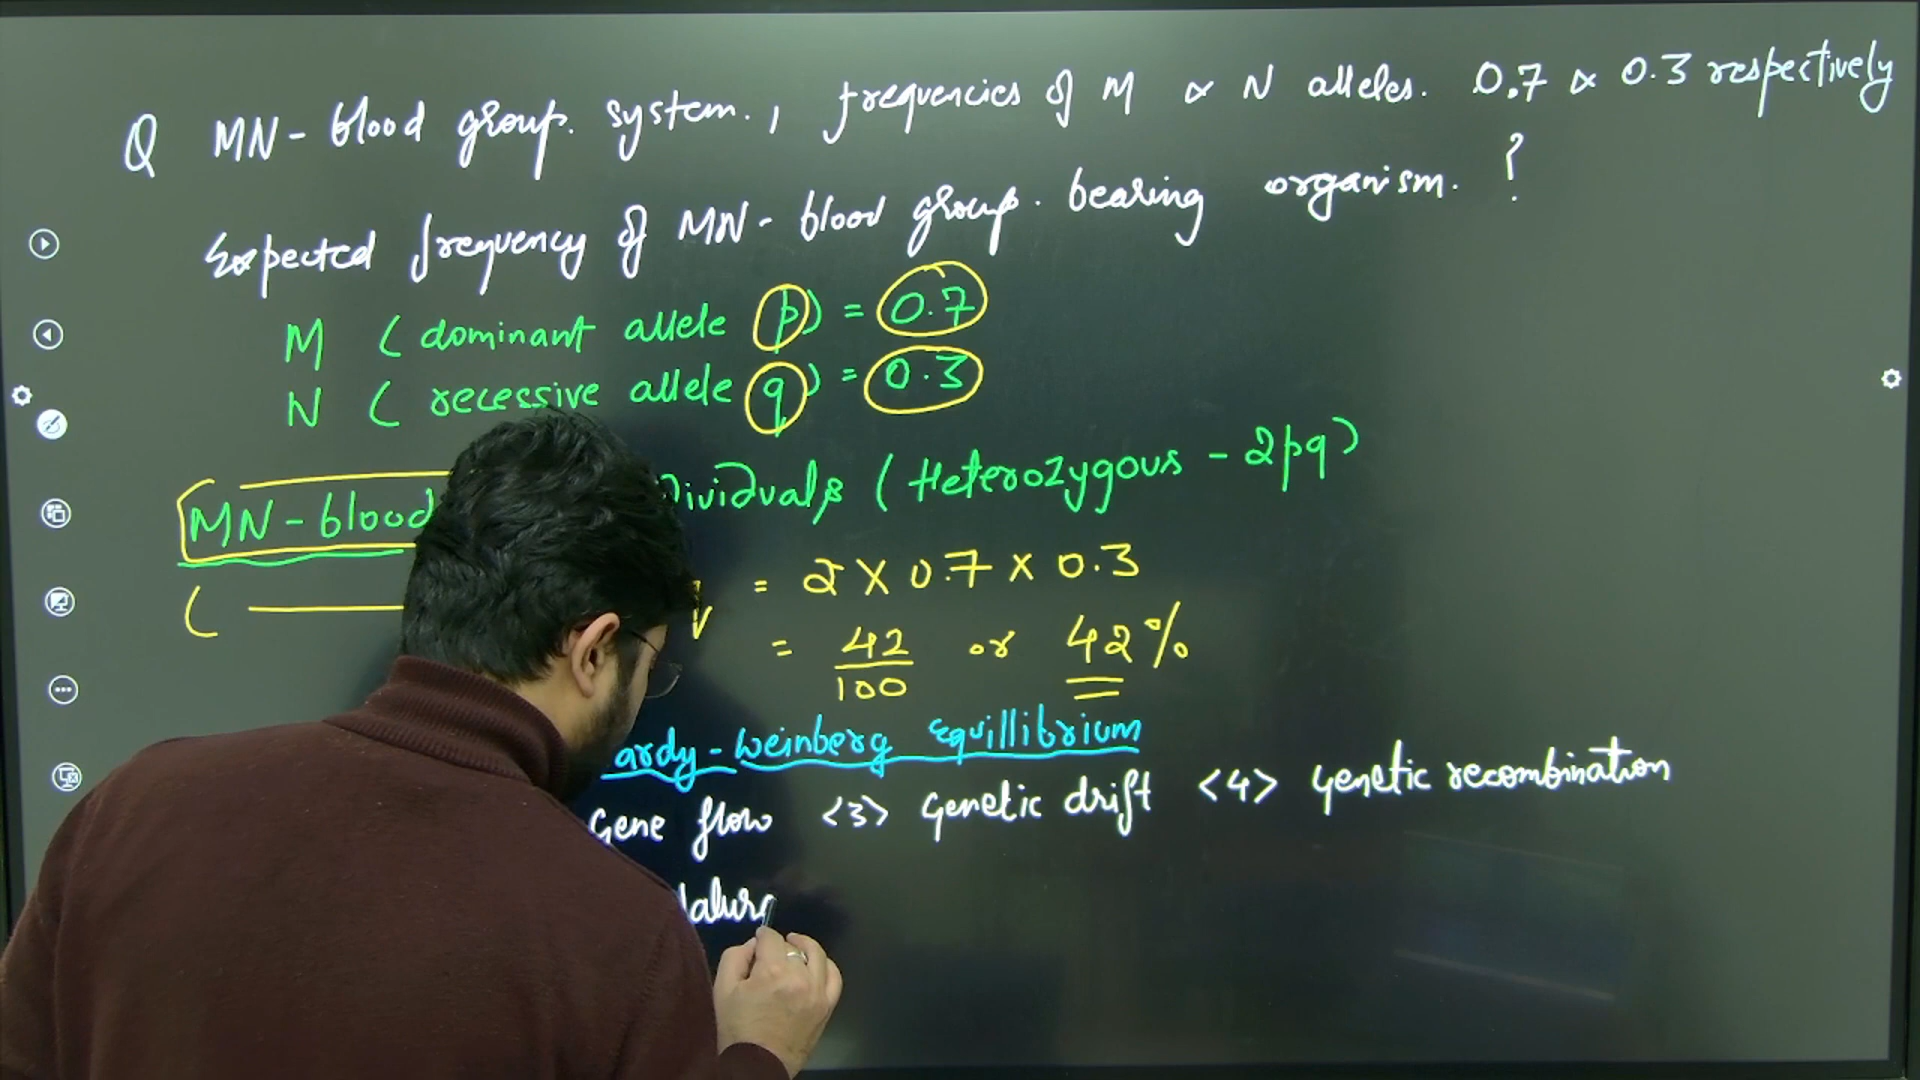 Q MN-blood group. system., frequencies of M & N alleles. 0.7 & 0.3 respectively
Expected frequency of MN-blood group. bearing organism. ?
M (dominant allele p) = 0.7
N (recessive allele q) = 0.3
MN-blood ividuals (Heterozygous - 2pq)
( = 2 X 0.7 X 0.3
= 42/100 or 42%
ardy-Weinberg Equillibrium
Gene flow <3> Genetic drift <4> Genetic recombination